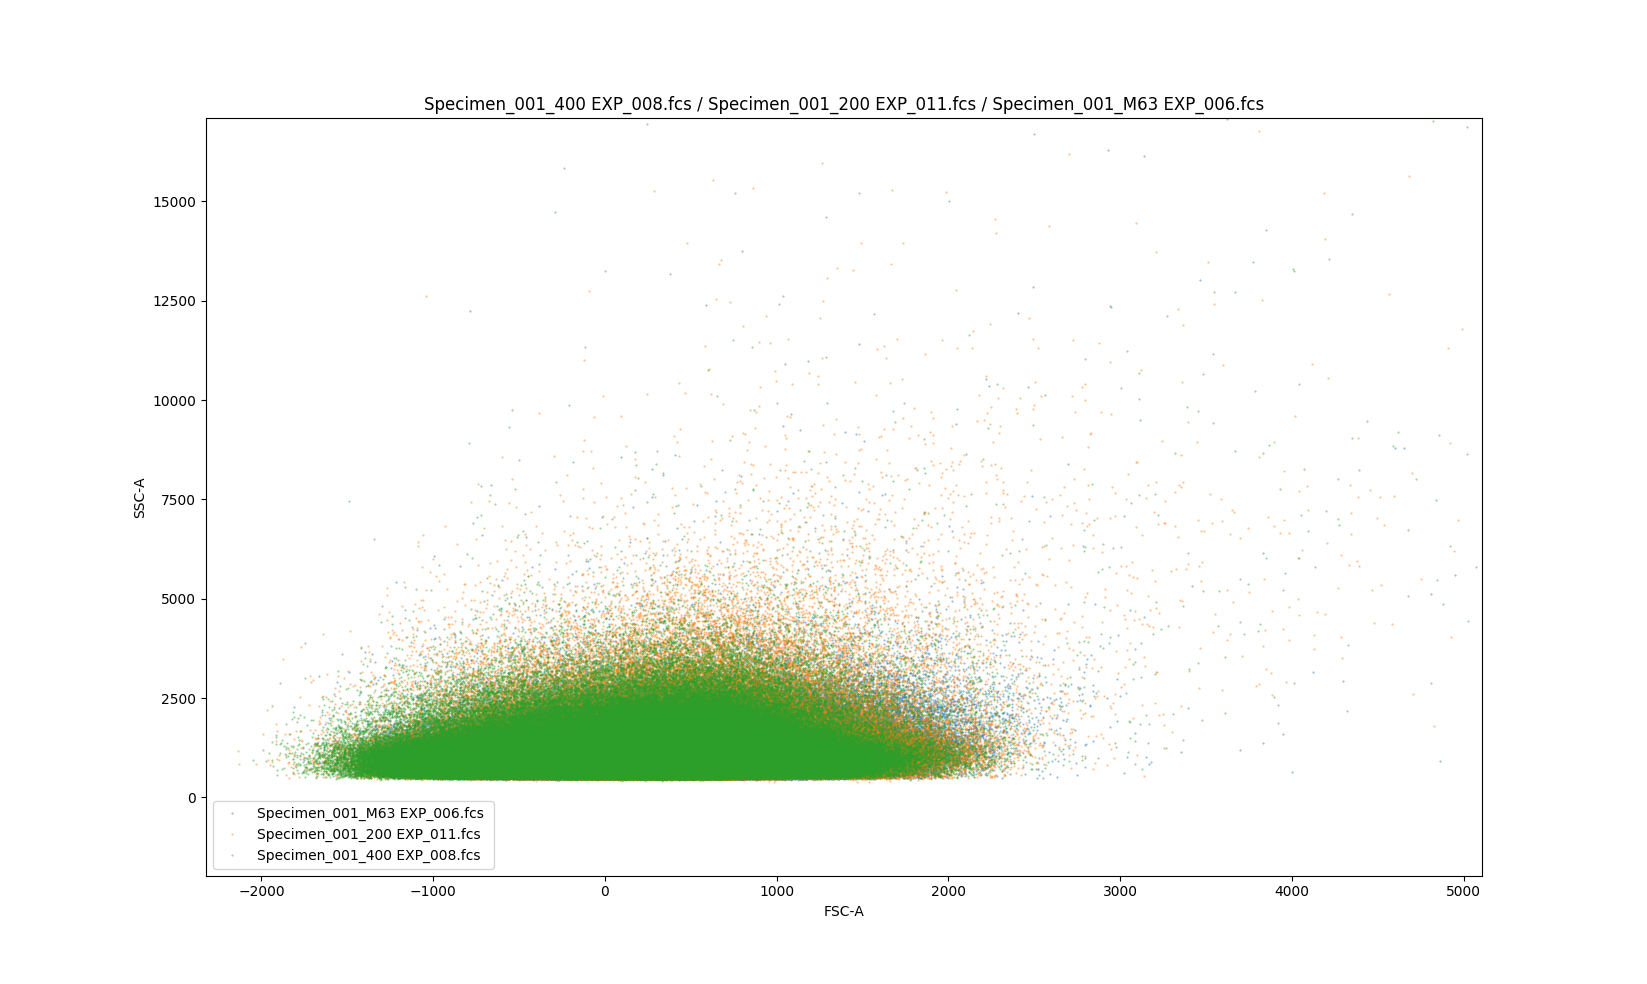 Specimen_001_400 EXP_008.fcs / Specimen_001_200 EXP_011.fcs / Specimen_001_M63 EXP_006.fcs
SSC-A
15000
12500
10000
7500
5000
2500
0
Specimen_001_M63 EXP_006.fcs
Specimen_001_200 EXP_011.fcs
Specimen_001_400 EXP_008.fcs
−2000 −1000 0 1000 2000 3000 4000 5000
FSC-A